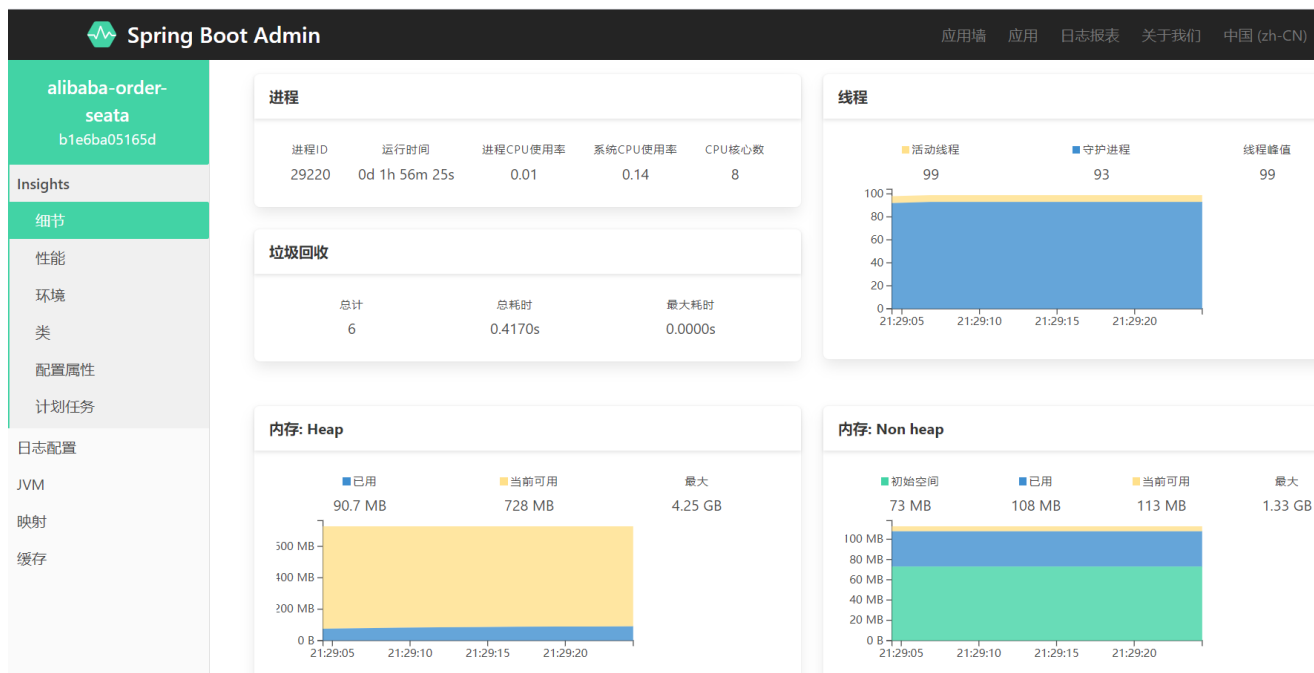 Spring Boot Admin
应用墙 应用 日志报表 关于我们 中国 (zh-CN)
alibaba-order-
seata
b1e6ba05165d
Insights
细节
性能
环境
类
配置属性
计划任务
日志配置
JVM
映射
缓存
进程
进程ID 运行时间 进程CPU使用率 系统CPU使用率 CPU核心数
29220 0d 1h 56m 25s 0.01 0.14 8
垃圾回收
总计 总耗时 最大耗时
6 0.4170s 0.0000s
线程
活动线程 守护进程 线程峰值
99 93 99
100
80
60
40
20
0
21:29:05 21:29:10 21:29:15 21:29:20
内存: Heap
已用 当前可用 最大
90.7 MB 728 MB 4.25 GB
600 MB
400 MB
200 MB
0 B
21:29:05 21:29:10 21:29:15 21:29:20
内存: Non heap
初始空间 已用 当前可用 最大
73 MB 108 MB 113 MB 1.33 GB
100 MB
80 MB
60 MB
40 MB
20 MB
0 B
21:29:05 21:29:10 21:29:15 21:29:20